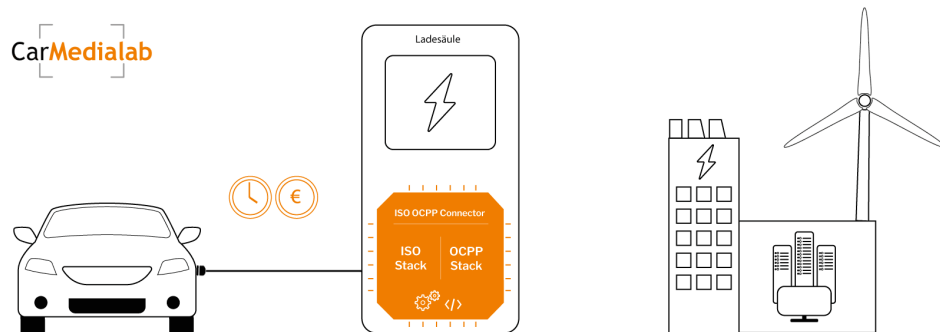 CarMedialab
Ladesäule
€
ISO OCPP Connector
ISO
Stack
OCPP
Stack
</>